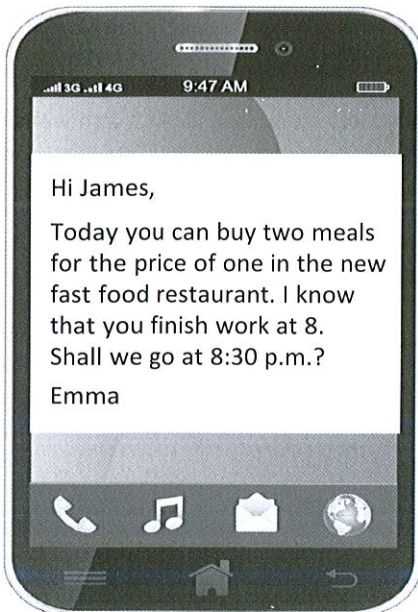 3G 4G 9:47 AM
Hi James,
Today you can buy two meals
for the price of one in the new
fast food restaurant. I know
that you finish work at 8.
Shall we go at 8:30 p.m.?
Emma